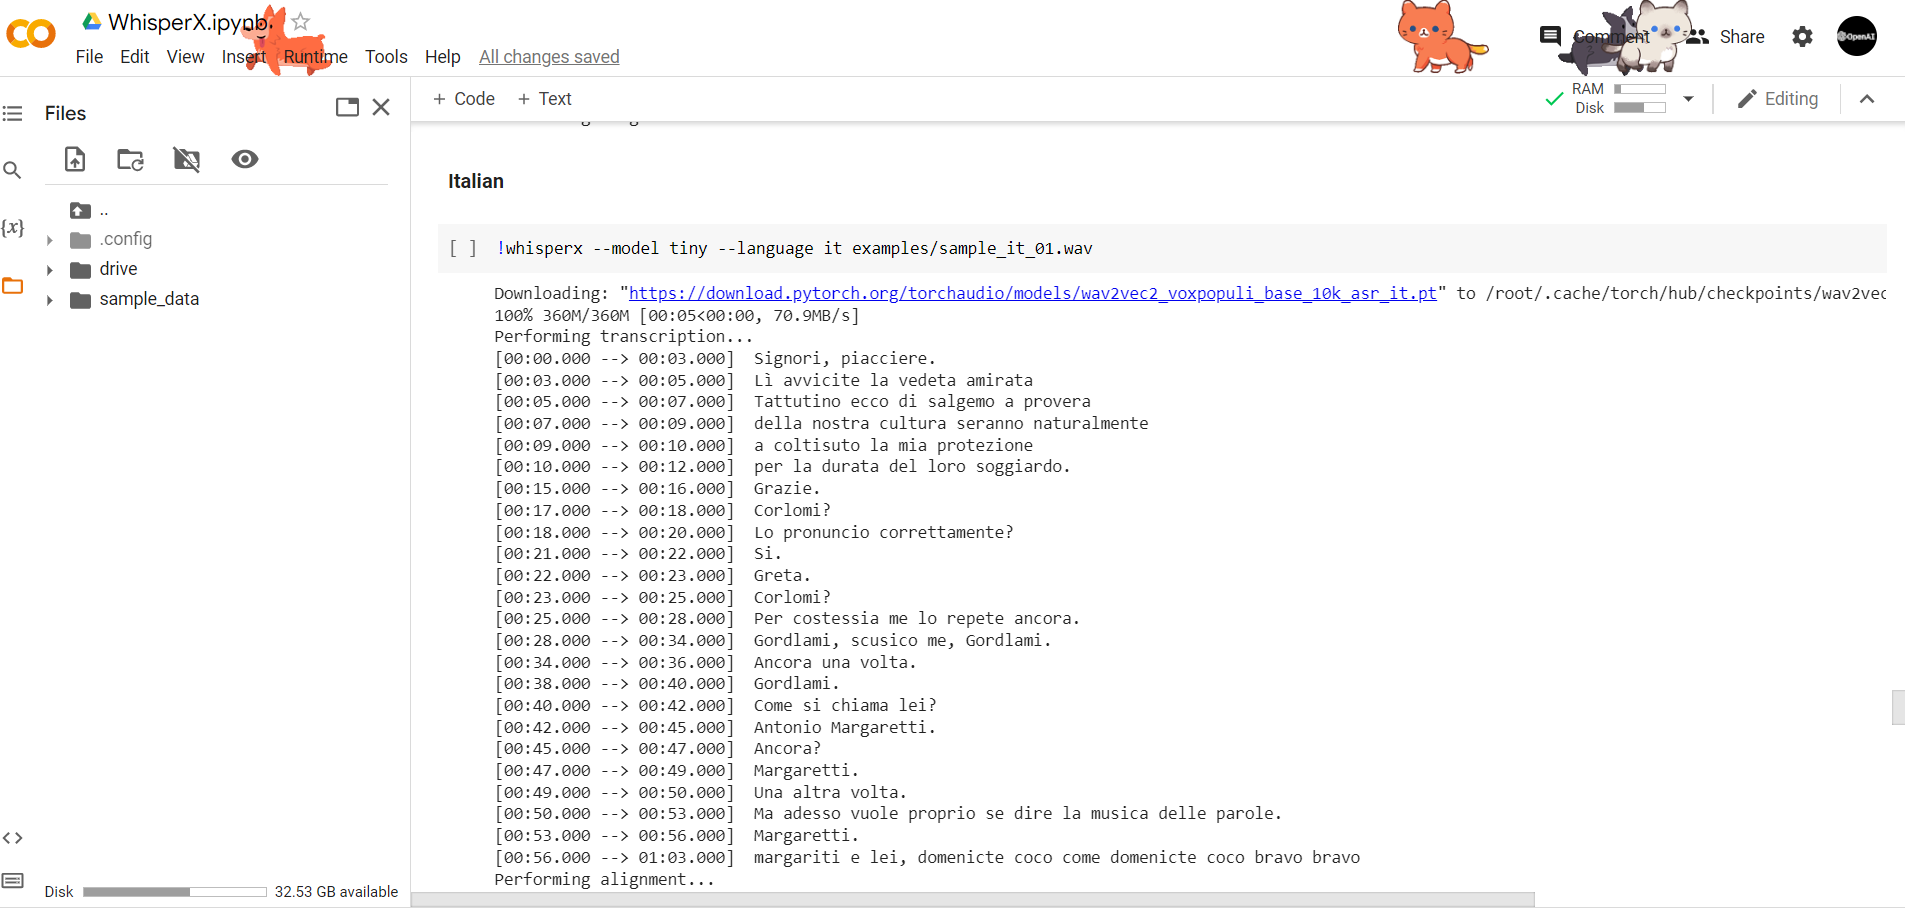 WhisperX.ipynb
File Edit View Insert Runtime Tools Help All changes saved
Comment Share OpenAI
Files
+ Code + Text
RAM
Disk
Editing
{x}
..
.config
drive
sample_data
Italian
[ ] !whisperx --model tiny --language it examples/sample_it_01.wav
Downloading: "https://download.pytorch.org/torchaudio/models/wav2vec2_voxpopuli_base_10k_asr_it.pt" to /root/.cache/torch/hub/checkpoints/wav2vec
100% 360M/360M [00:05<00:00, 70.9MB/s]
Performing transcription...
[00:00.000 --> 00:03.000]  Signori, piacciere.
[00:03.000 --> 00:05.000]  Lì avvicite la vedeta amirata
[00:05.000 --> 00:07.000]  Tattutino ecco di salgemo a provera
[00:07.000 --> 00:09.000]  della nostra cultura seranno naturalmente
[00:09.000 --> 00:10.000]  a coltisuto la mia protezione
[00:10.000 --> 00:12.000]  per la durata del loro soggiardo.
[00:15.000 --> 00:16.000]  Grazie.
[00:17.000 --> 00:18.000]  Corlomi?
[00:18.000 --> 00:20.000]  Lo pronuncio correttamente?
[00:21.000 --> 00:22.000]  Si.
[00:22.000 --> 00:23.000]  Greta.
[00:23.000 --> 00:25.000]  Corlomi?
[00:25.000 --> 00:28.000]  Per costessia me lo repete ancora.
[00:28.000 --> 00:34.000]  Gordlami, scusico me, Gordlami.
[00:34.000 --> 00:36.000]  Ancora una volta.
[00:38.000 --> 00:40.000]  Gordlami.
[00:40.000 --> 00:42.000]  Come si chiama lei?
[00:42.000 --> 00:45.000]  Antonio Margaretti.
[00:45.000 --> 00:47.000]  Ancora?
[00:47.000 --> 00:49.000]  Margaretti.
[00:49.000 --> 00:50.000]  Una altra volta.
[00:50.000 --> 00:53.000]  Ma adesso vuole proprio se dire la musica delle parole.
[00:53.000 --> 00:56.000]  Margaretti.
[00:56.000 --> 01:03.000]  margariti e lei, domenicte coco come domenicte coco bravo bravo
Performing alignment...
Disk 32.53 GB available